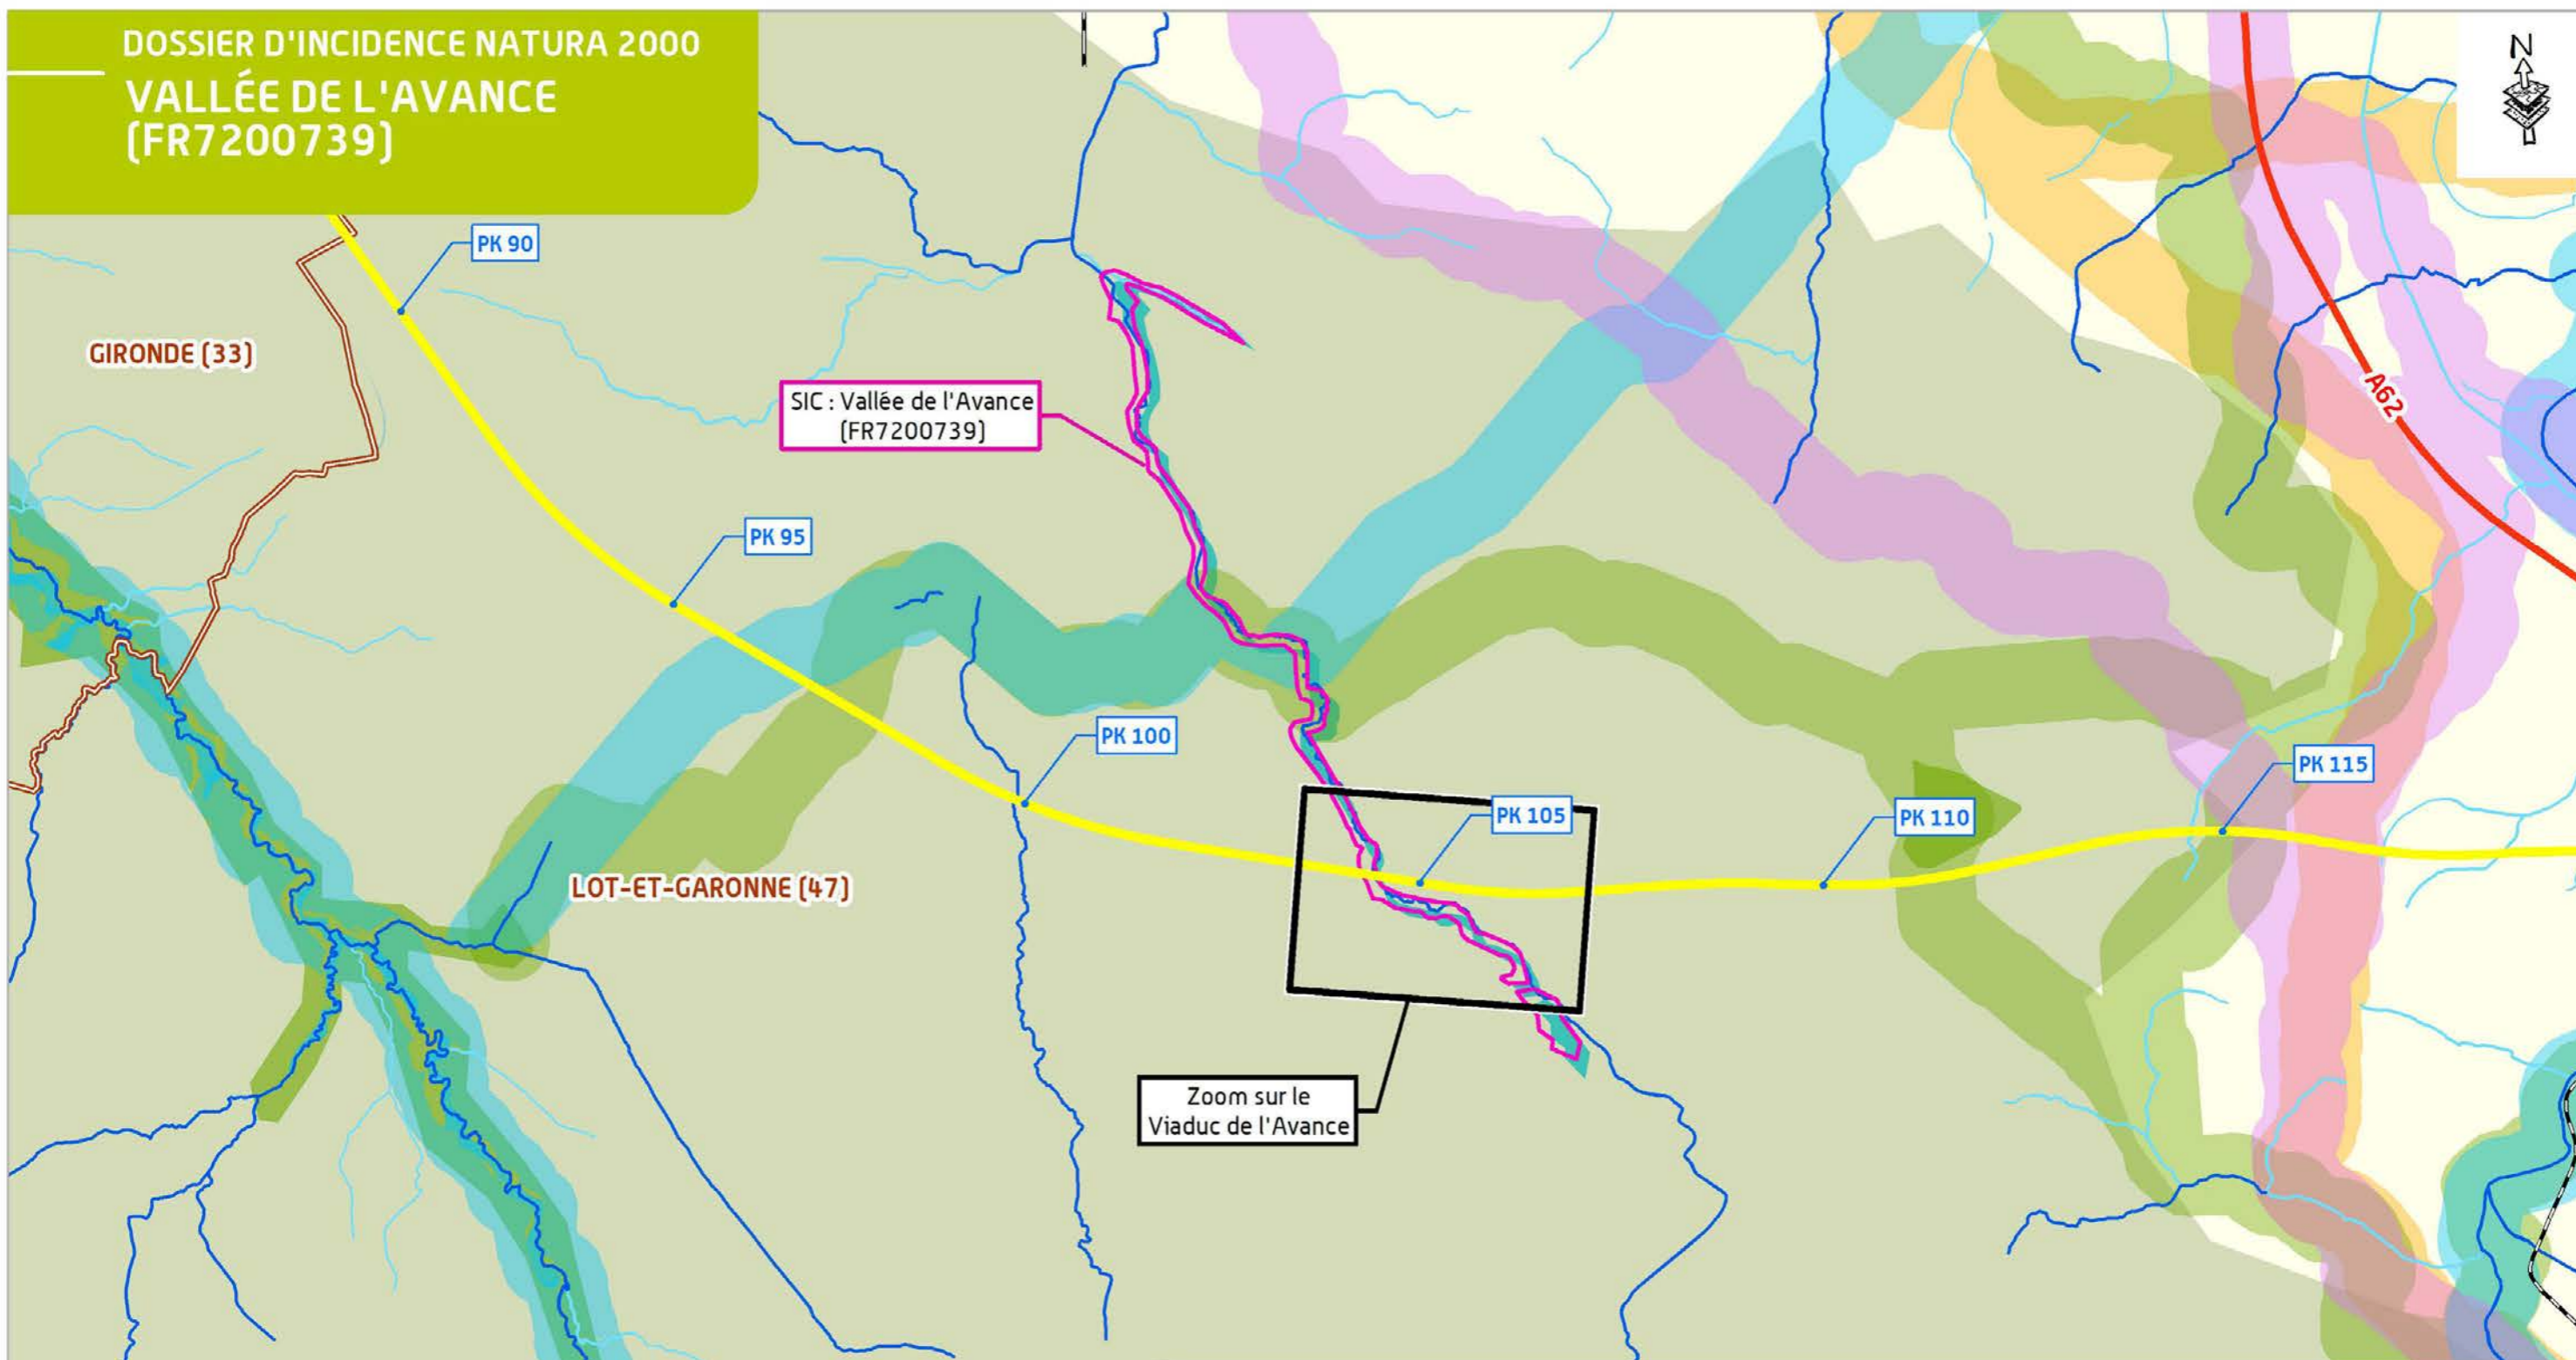 DOSSIER D'INCIDENCE NATURA 2000
VALLÉE DE L'AVANCE
(FR7200739)
N
PK 90
GIRONDE (33)
SIC : Vallée de l'Avance
(FR7200739)
A62
PK 95
PK 100
PK 105
PK 110
PK 115
LOT-ET-GARONNE (47)
Zoom sur le
Viaduc de l'Avance